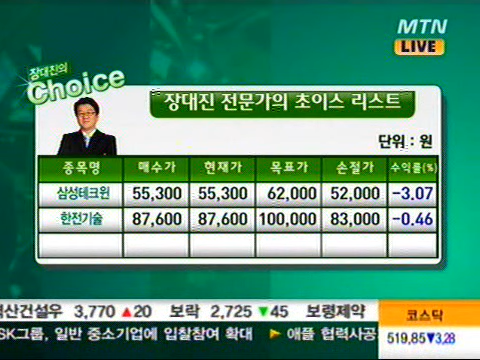 MTN
LIVE
장대진의
Choice
장대진 전문가의 초이스 리스트
단위 : 원
종목명 매수가 현재가 목표가 손절가 수익률(%)
삼성테크윈 55,300 55,300 62,000 52,000 -3.07
한전기술 87,600 87,600 100,000 83,000 -0.46
건설우 3,770 ▲20 보락 2,725 ▼45 보령제약
SK그룹, 일반 중소기업에 입찰참여 확대 ▶ 애플 협력사공
코스닥
519,85▼3,28